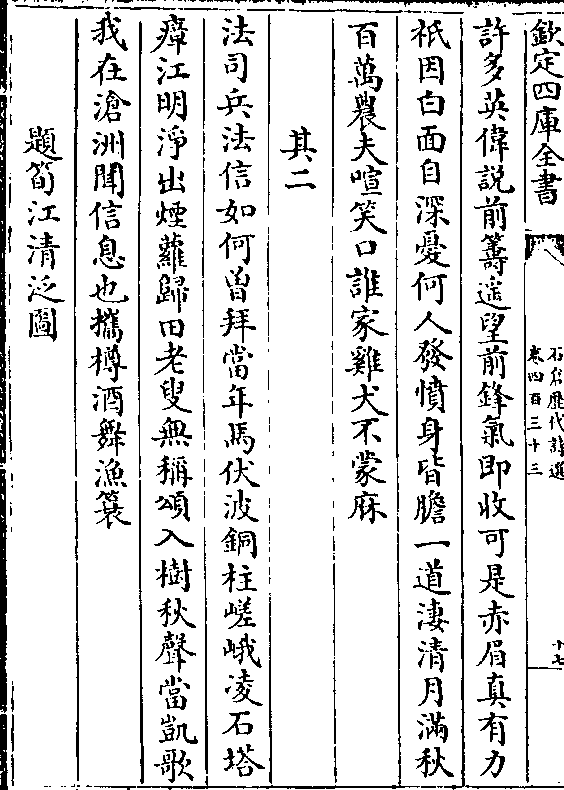 欽定四庫全書
石倉歷代詩選
卷四百三十三
十七
許多英偉説前籌遥望前鋒氣即收可是赤眉真有力
祗因白面自深憂何人發憤身皆膽一道淒清月滿秋
百萬農夫喧笑口誰家雞犬不蒙庥
其二
法司兵法信如何曽拜當年馬伏波銅柱嵯峨凌石塔
瘴江明淨出煙蘿歸田老叟無稱頌入樹秋聲當凱歌
我在滄洲聞信息也攜樽酒舞漁簑
題筍江清泛圖